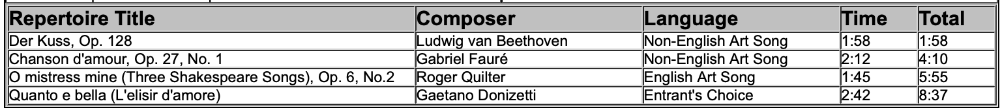 Repertoire Title Composer Language Time Total
Der Kuss, Op. 128 Ludwig van Beethoven Non-English Art Song 1:58 1:58
Chanson d'amour, Op. 27, No. 1 Gabriel Fauré Non-English Art Song 2:12 4:10
O mistress mine (Three Shakespeare Songs), Op. 6, No.2 Roger Quilter English Art Song 1:45 5:55
Quanto e bella (L'elisir d'amore) Gaetano Donizetti Entrant's Choice 2:42 8:37